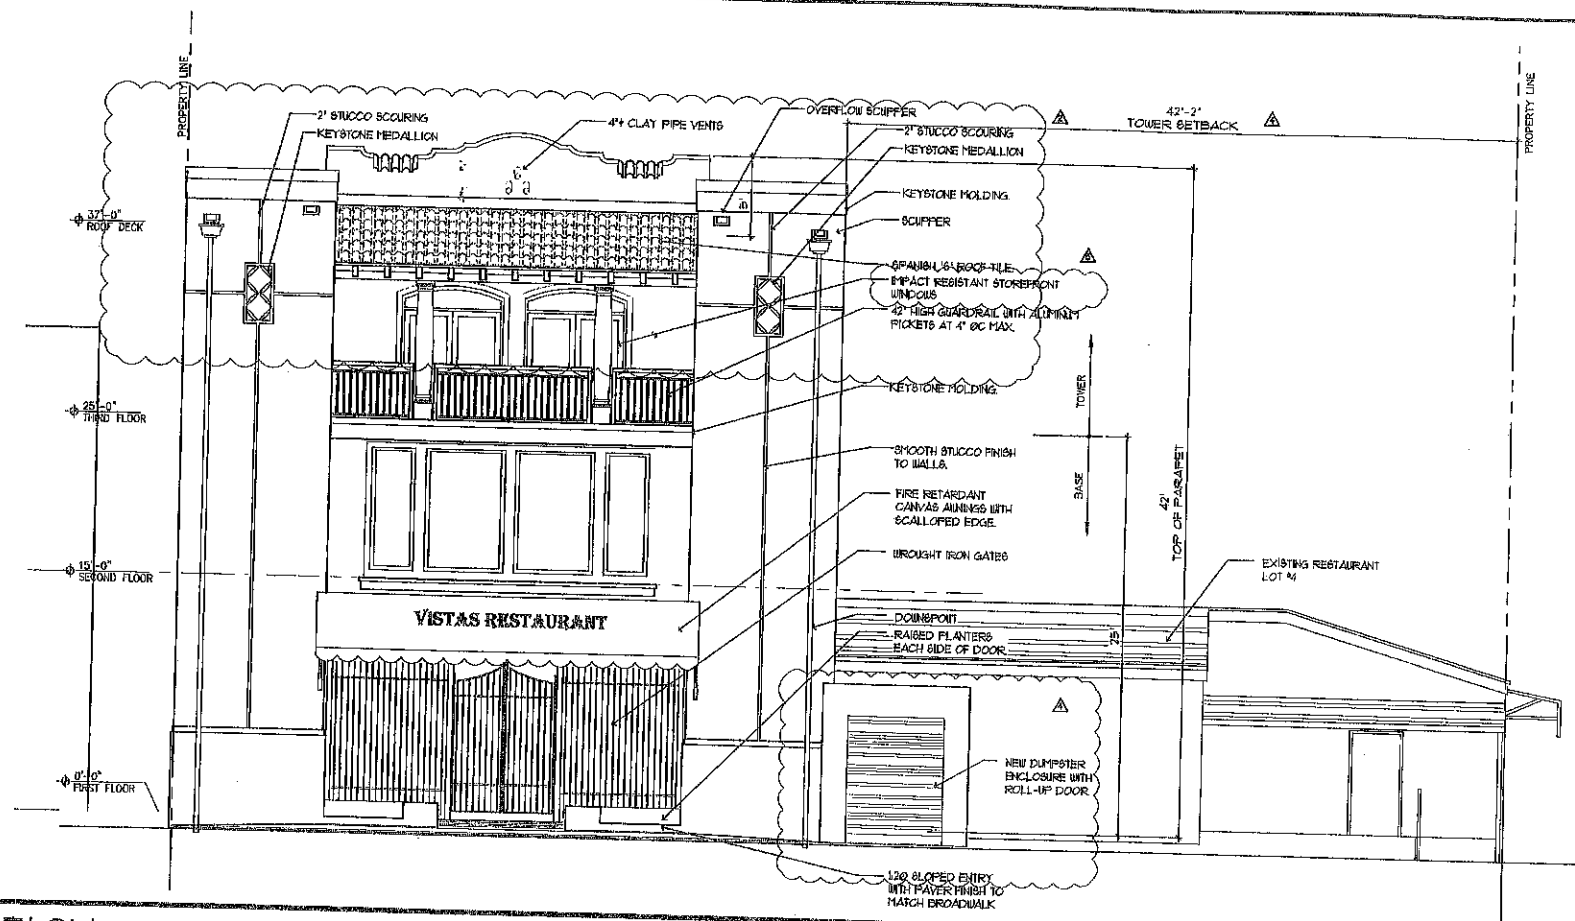 PROPERTY LINE
2" STUCCO SCOURING
KEYSTONE MEDALLION
4"φ CLAY PIPE VENTS
OVERFLOW SCUPPER
2" STUCCO SCOURING
KEYSTONE MEDALLION
42'-2"
TOWER SETBACK
PROPERTY LINE
KEYSTONE MOLDING.
SCUPPER
37'-0"
ROOF DECK
SPANISH 'S' ROOF TILE
IMPACT RESISTANT STOREFRONT
WINDOWS
42" HIGH GUARDRAIL WITH ALUMINUM
PICKETS AT 4" OC MAX.
KEYSTONE MOLDING.
TOWER
25'-0"
THIRD FLOOR
SMOOTH STUCCO FINISH
TO WALLS.
BASE
42'
TOP OF PARAPET
FIRE RETARDANT
CANVAS AWNINGS WITH
SCALLOPED EDGE.
WROUGHT IRON GATES
15'-0"
SECOND FLOOR
EXISTING RESTAURANT
LOT #4
VISTAS RESTAURANT
DOWNSPOUT
RAISED PLANTERS
EACH SIDE OF DOOR
25'
NEW DUMPSTER
ENCLOSURE WITH
ROLL-UP DOOR
0'-0"
FIRST FLOOR
1:20 SLOPED ENTRY
WITH PAVER FINISH TO
MATCH BROADWALK